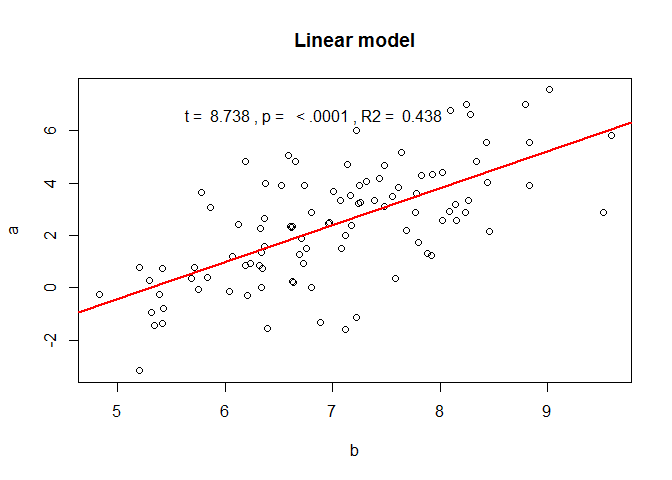 Linear model
t = 8.738 , p = < .0001 , R2 = 0.438
a
6
4
2
0
-2
5 6 7 8 9
b